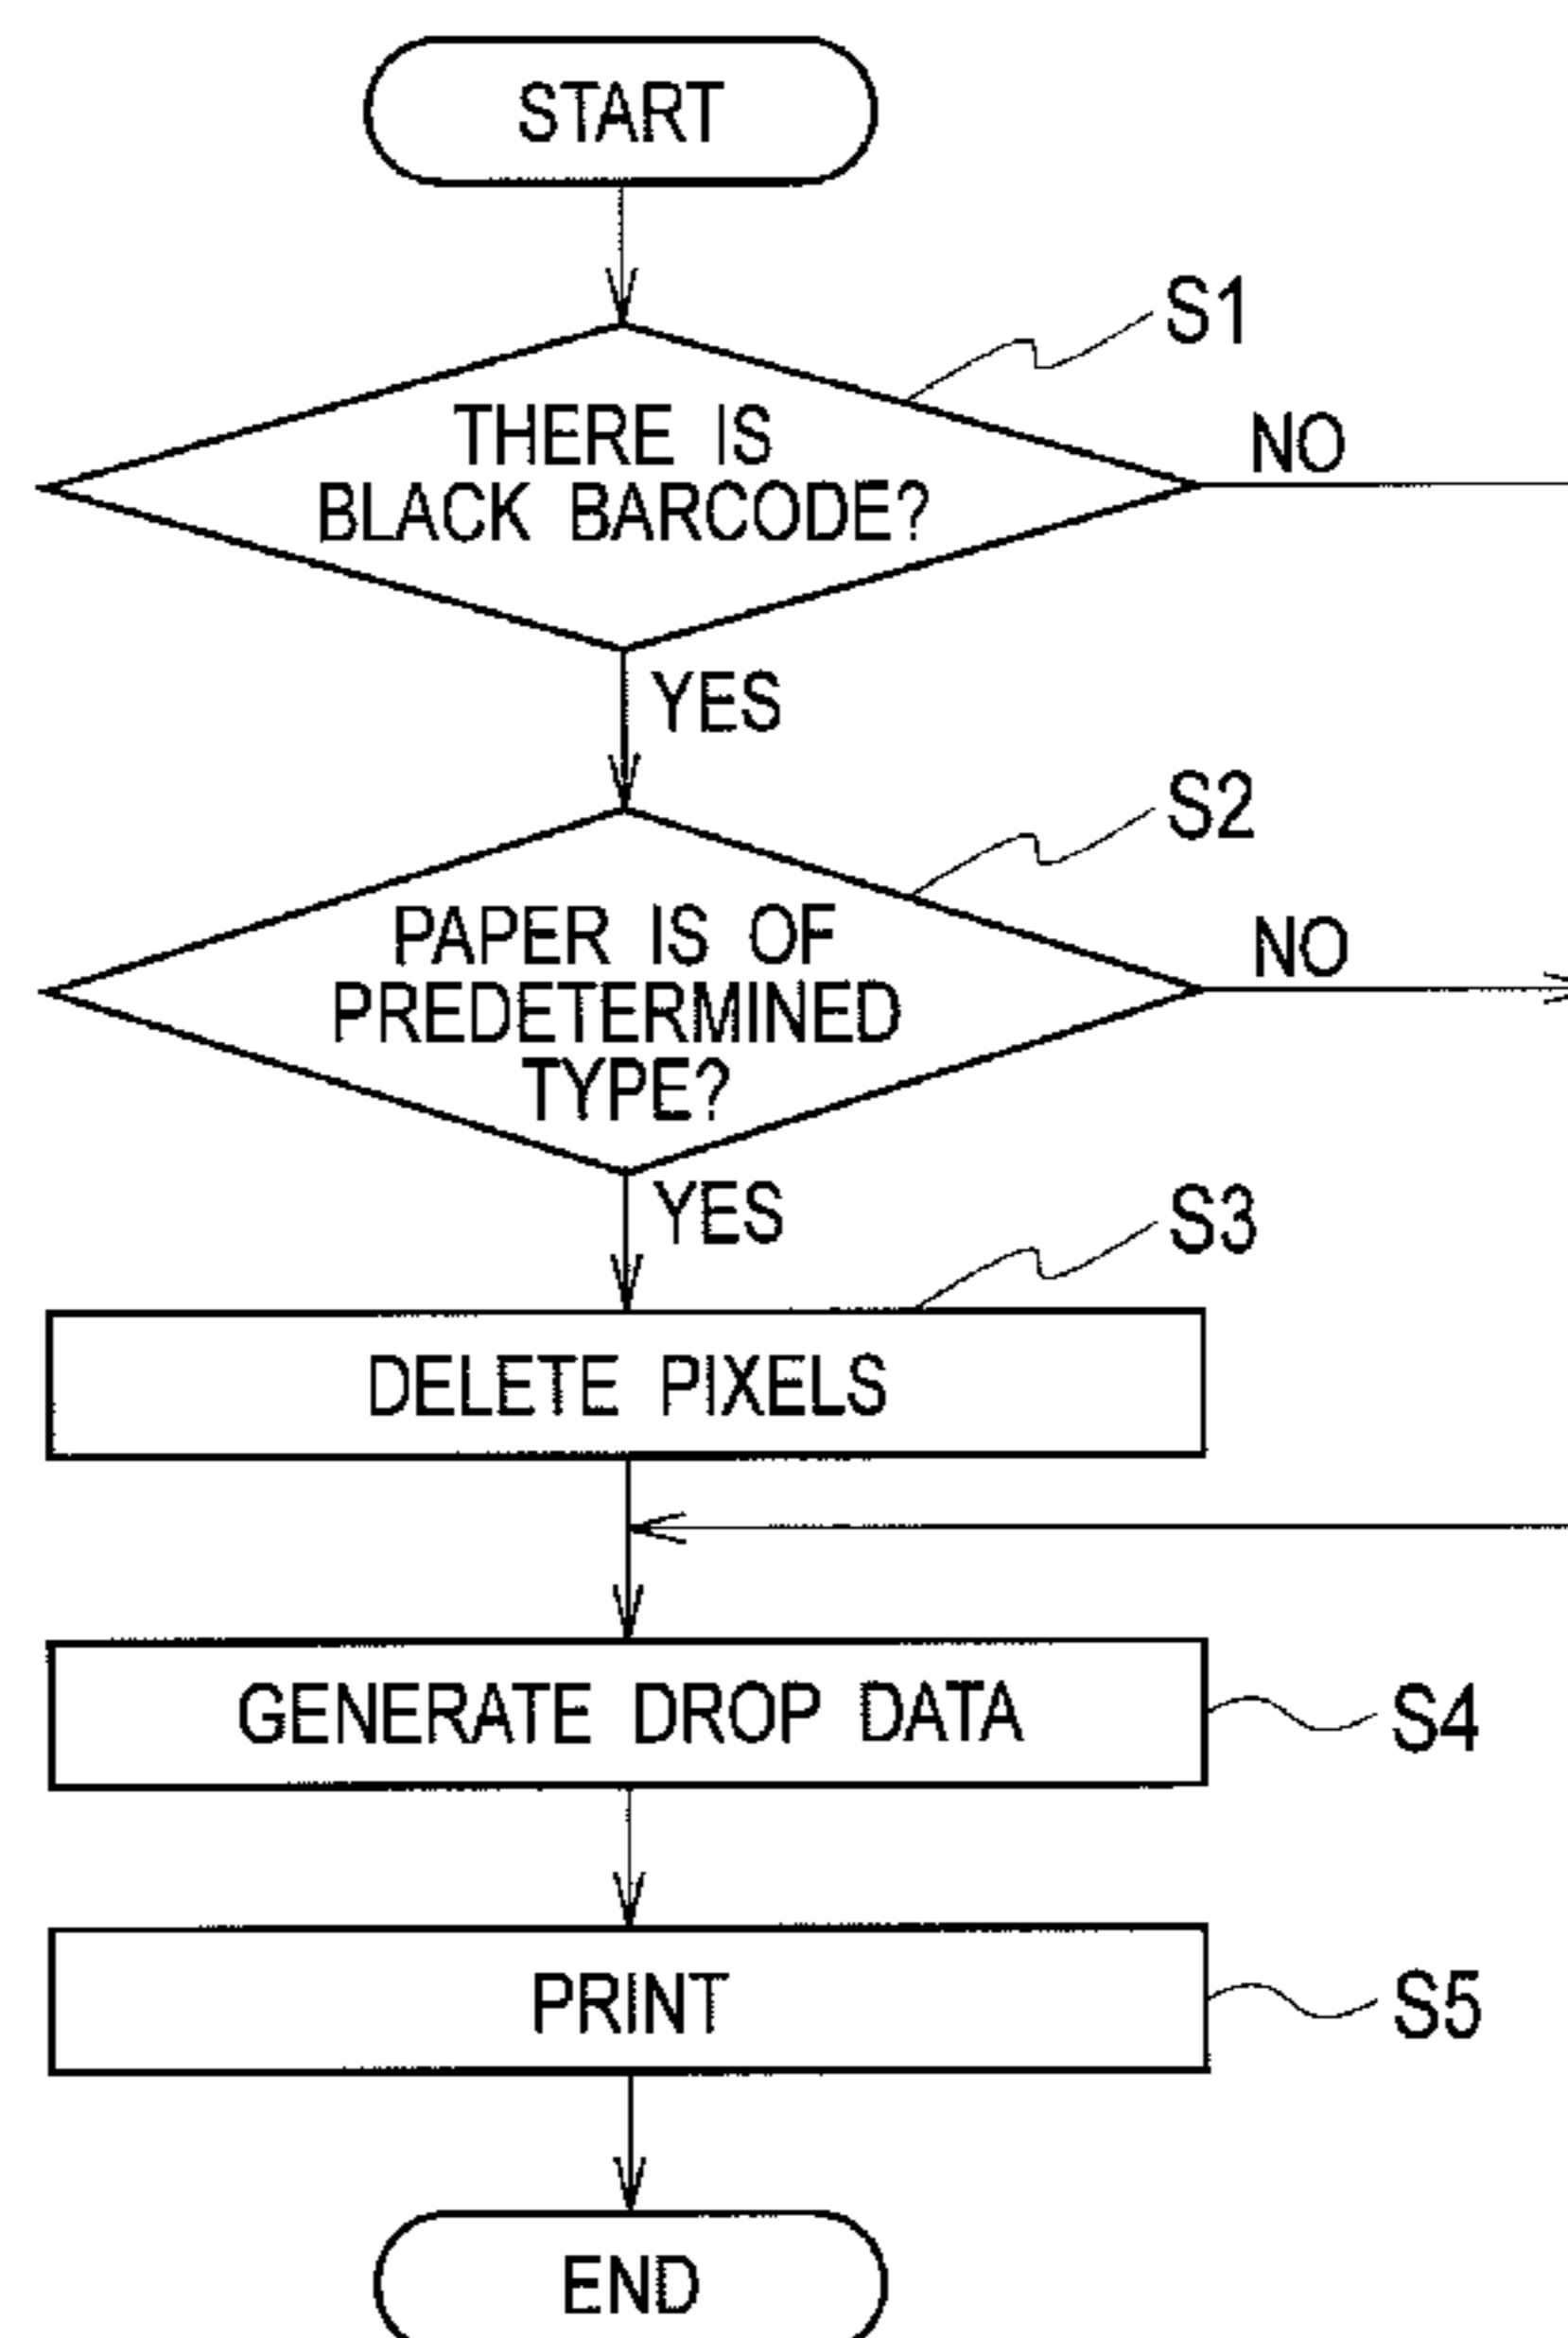 START
S1
THERE IS
BLACK BARCODE?
NO
YES
S2
PAPER IS OF
PREDETERMINED
TYPE?
NO
YES
S3
DELETE PIXELS
GENERATE DROP DATA
S4
PRINT
S5
END